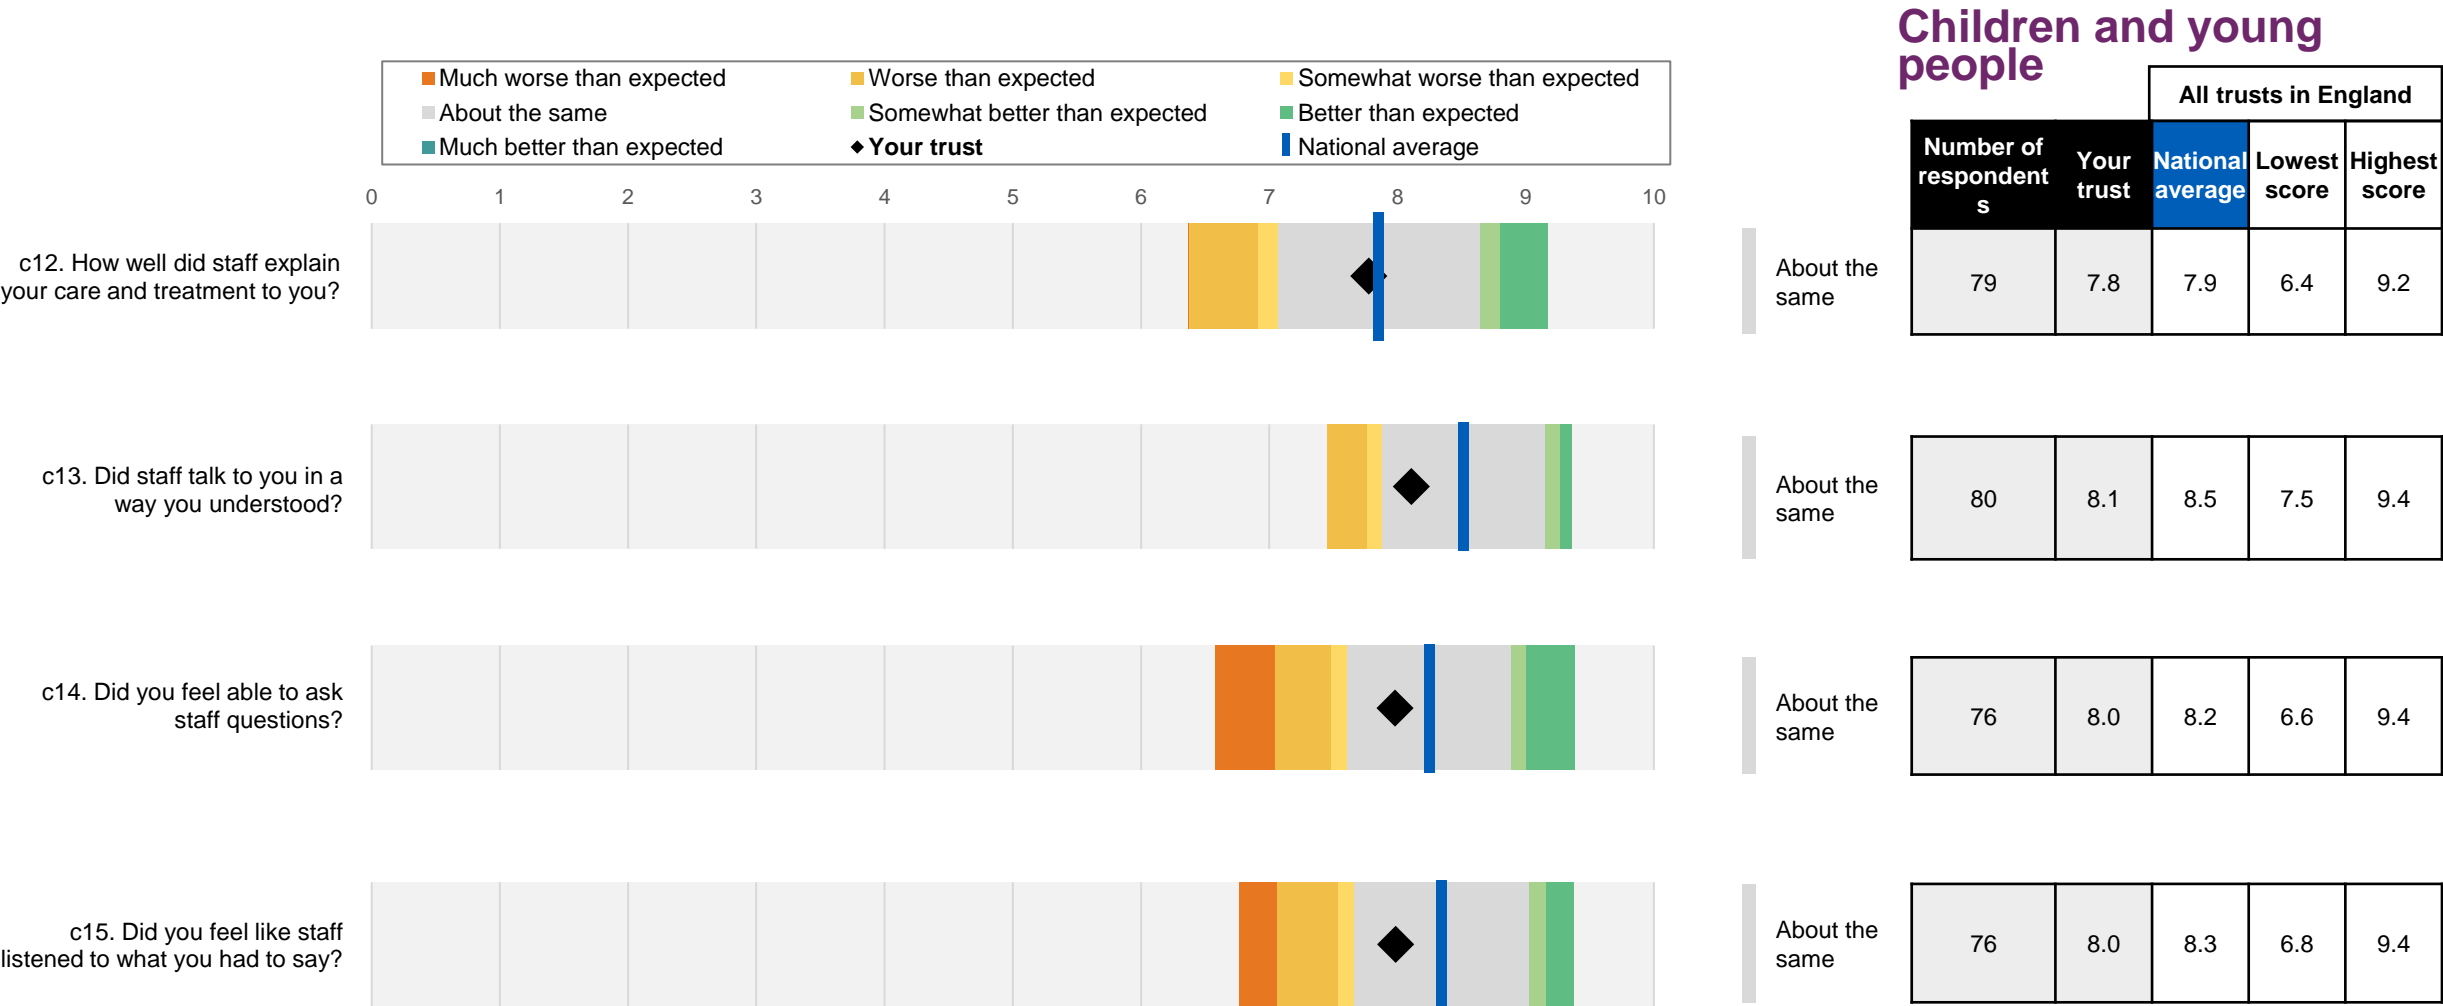 Children and young
people
Much worse than expected
Worse than expected
Somewhat worse than expected
About the same
Somewhat better than expected
Better than expected
Much better than expected
Your trust
National average
All trusts in England
Number of
respondent
s
Your
trust
National
average
Lowest
score
Highest
score
0 1 2 3 4 5 6 7 8 9 10
c12. How well did staff explain
your care and treatment to you?
About the
same
79 7.8 7.9 6.4 9.2
c13. Did staff talk to you in a
way you understood?
About the
same
80 8.1 8.5 7.5 9.4
c14. Did you feel able to ask
staff questions?
About the
same
76 8.0 8.2 6.6 9.4
c15. Did you feel like staff
listened to what you had to say?
About the
same
76 8.0 8.3 6.8 9.4